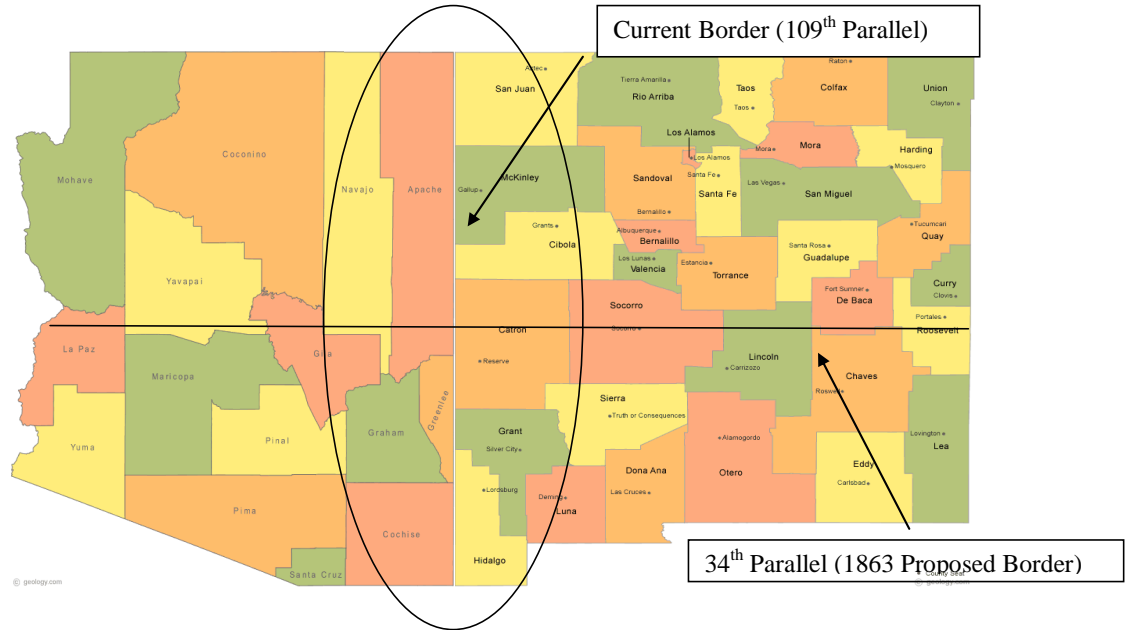 Current Border (109th Parallel)
Aztec
San Juan
Tierra Amarilla
Rio Arriba
Taos
Taos
Raton
Colfax
Union
Clayton
Los Alamos
Los Alamos
Mora
Mora
Harding
Mosquero
Mohave
Coconino
Navajo
Apache
Gallup
McKinley
Sandoval
Santa Fe
Santa Fe
Las Vegas
San Miguel
Bernalillo
Grants
Cibola
Albuquerque
Bernalillo
Tucumcari
Quay
Santa Rosa
Guadalupe
Los Lunas
Valencia
Estancia
Torrance
Yavapai
Fort Sumner
De Baca
Curry
Clovis
Socorro
Socorro
Catron
Portales
Roosevelt
La Paz
Gila
Maricopa
Reserve
Lincoln
Carrizozo
Chaves
Roswell
Sierra
Truth or Consequences
Greenlee
Yuma
Pinal
Graham
Grant
Silver City
Alamogordo
Otero
Lovington
Lea
Dona Ana
Las Cruces
Eddy
Carlsbad
Lordsburg
Deming
Luna
Pima
Cochise
Hidalgo
Santa Cruz
© geology.com
34th Parallel (1863 Proposed Border)
County Seat
© geology.com